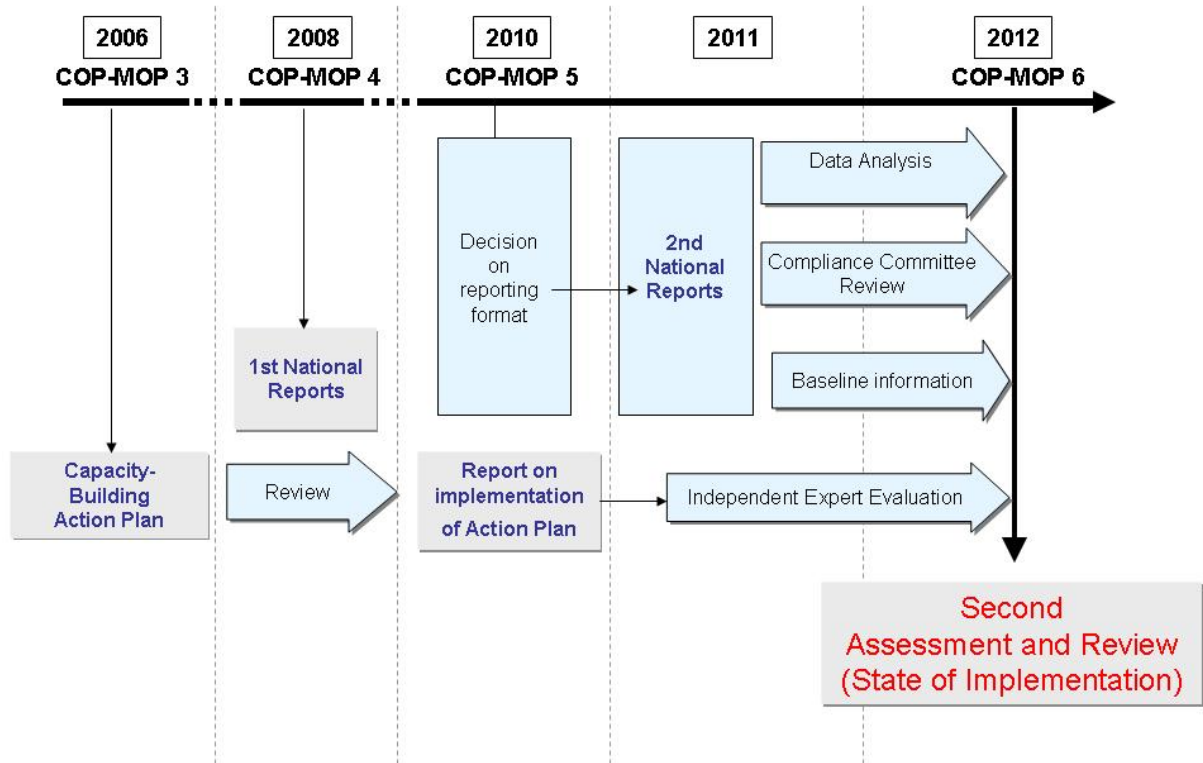 2006
2008
2010
2011
2012
COP-MOP 3
COP-MOP 4
COP-MOP 5
COP-MOP 6
Data Analysis
Decision
on
reporting
format
2nd
National
Reports
Compliance Committee
Review
1st National
Reports
Baseline information
Capacity-
Building
Action Plan
Review
Report on
implementation
of Action Plan
Independent Expert Evaluation
Second
Assessment and Review
(State of Implementation)